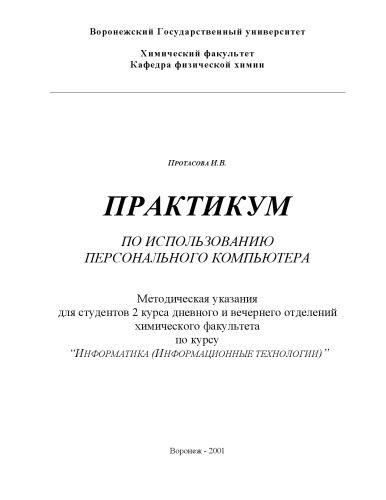 Воронежский Государственный университет
Химический факультет
Кафедра физической химии
ПРОТАСОВА И.В.
ПРАКТИКУМ
ПО ИСПОЛЬЗОВАНИЮ
ПЕРСОНАЛЬНОГО КОМПЬЮТЕРА
Методическая указания
для студентов 2 курса дневного и вечернего отделений
химического факультета
по курсу
“ИНФОРМАТИКА (ИНФОРМАЦИОННЫЕ ТЕХНОЛОГИИ)”
Воронеж - 2001